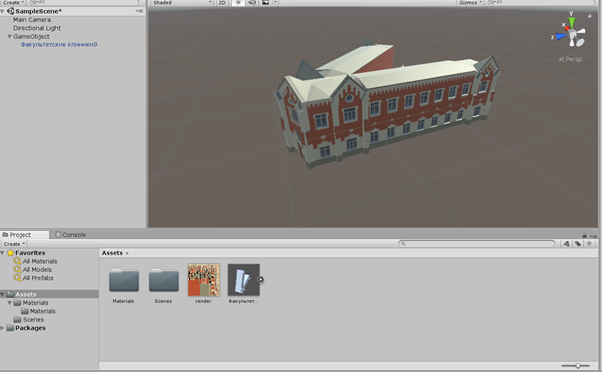 Create
Q▾All
Shaded
2D
Gizmos
Q▾All
SampleScene*
Main Camera
Directional Light
GameObject
Факультетские клиники9
y
x
z
Persp
Project
Console
Create
Favorites
All Materials
All Models
All Prefabs
Assets
Materials
Materials
Scenes
Packages
Assets
Materials
Scenes
render
Факультет...